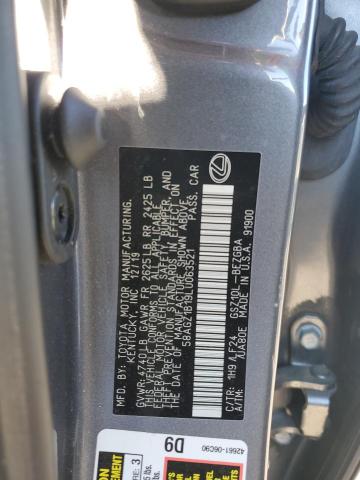 MFD. BY: TOYOTA MOTOR MANUFACTURING,
KENTUCKY, INC. 12/19
GVWR: 4740 LB GAWR FR 2625 LB RR 2425 LB
THIS VEHICLE CONFORMS TO ALL APPLICABLE
FEDERAL MOTOR VEHICLE SAFETY, BUMPER, AND
THEFT PREVENTION STANDARDS IN EFFECT ON
THE DATE OF MANUFACTURE SHOWN ABOVE.
58AGZ1B19LU063521 PASS. CAR
C/TR: 1H9 / LF24 GSZ10L-BEZGBA
A/TM: /UA80E MADE IN U.S.A. 91900
42661-06C90
D9
3